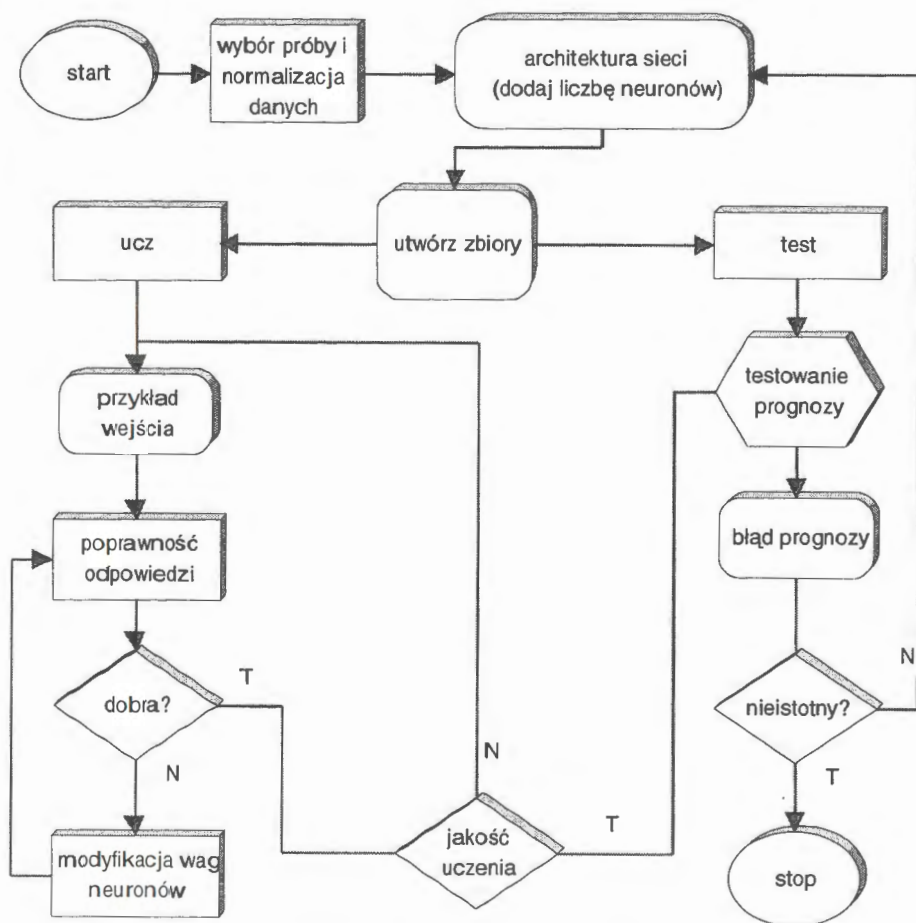 start
wybór próby i
normalizacja
danych
architektura sieci
(dodaj liczbę neuronów)
ucz
utwórz zbiory
test
przykład
wejścia
testowanie
prognozy
poprawność
odpowiedzi
błąd prognozy
dobra?
T
N
nieistotny?
N
N
T
modyfikacja wag
neuronów
jakość
uczenia
T
stop